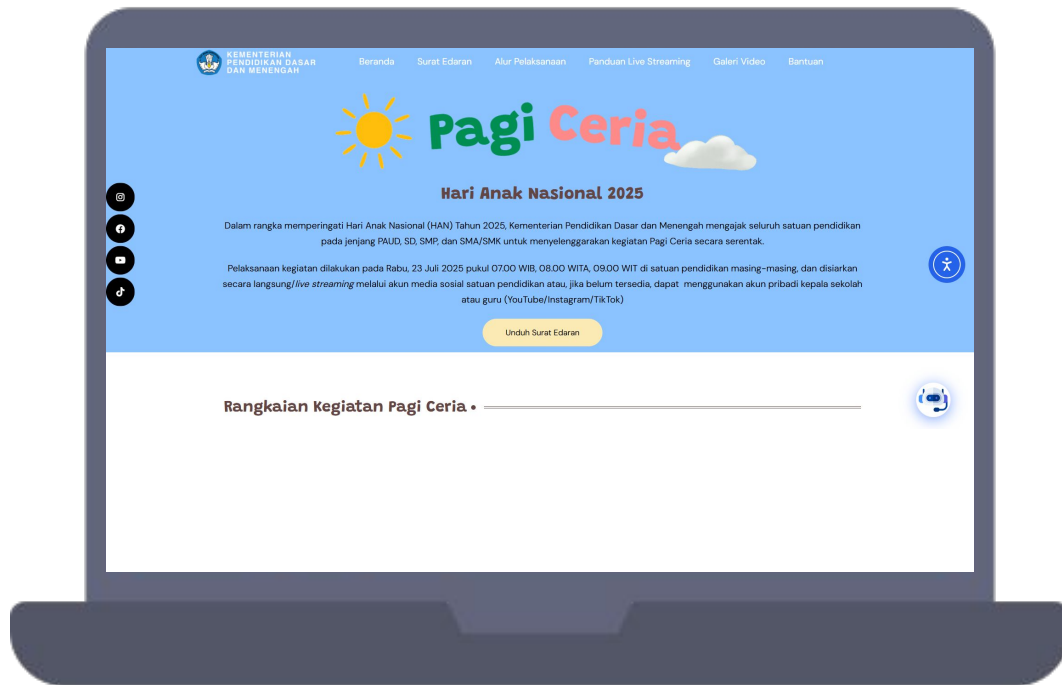 KEMENTERIAN
PENDIDIKAN DASAR
DAN MENENGAH
Beranda Surat Edaran Alur Pelaksanaan Panduan Live Streaming Galeri Video Bantuan
Pagi Ceria
Hari Anak Nasional 2025
Dalam rangka memperingati Hari Anak Nasional (HAN) Tahun 2025, Kementerian Pendidikan Dasar dan Menengah mengajak seluruh satuan pendidikan
pada jenjang PAUD, SD, SMP, dan SMA/SMK untuk menyelenggarakan kegiatan Pagi Ceria secara serentak.
Pelaksanaan kegiatan dilakukan pada Rabu, 23 Juli 2025 pukul 07.00 WIB, 08.00 WITA, 09.00 WIT di satuan pendidikan masing-masing, dan disiarkan
secara langsung/live streaming melalui akun media sosial satuan pendidikan atau, jika belum tersedia, dapat menggunakan akun pribadi kepala sekolah
atau guru (YouTube/Instagram/TikTok)
Unduh Surat Edaran
Rangkaian Kegiatan Pagi Ceria •